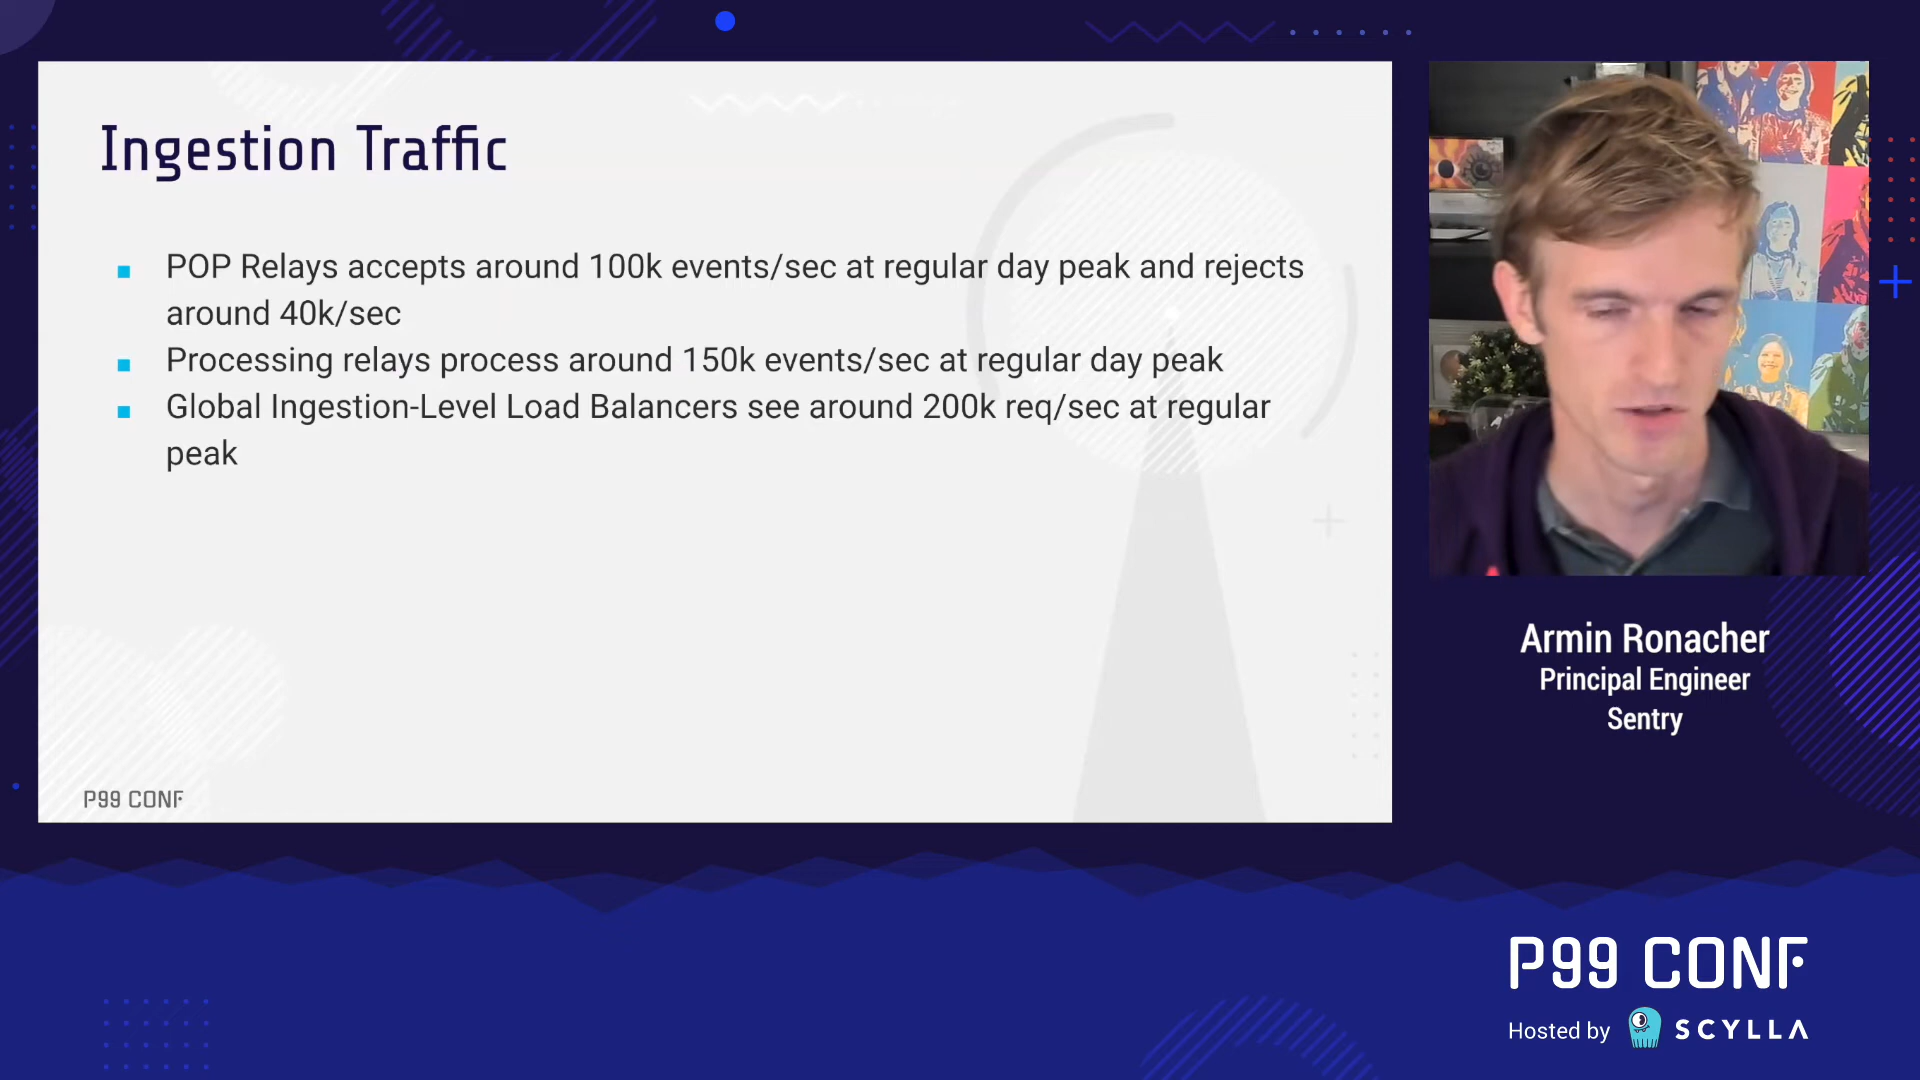 Ingestion Traffic
POP Relays accepts around 100k events/sec at regular day peak and rejects
around 40k/sec
Processing relays process around 150k events/sec at regular day peak
Global Ingestion-Level Load Balancers see around 200k req/sec at regular
peak
P99 CONF
Armin Ronacher
Principal Engineer
Sentry
P99 CONF
Hosted by SCYLLA